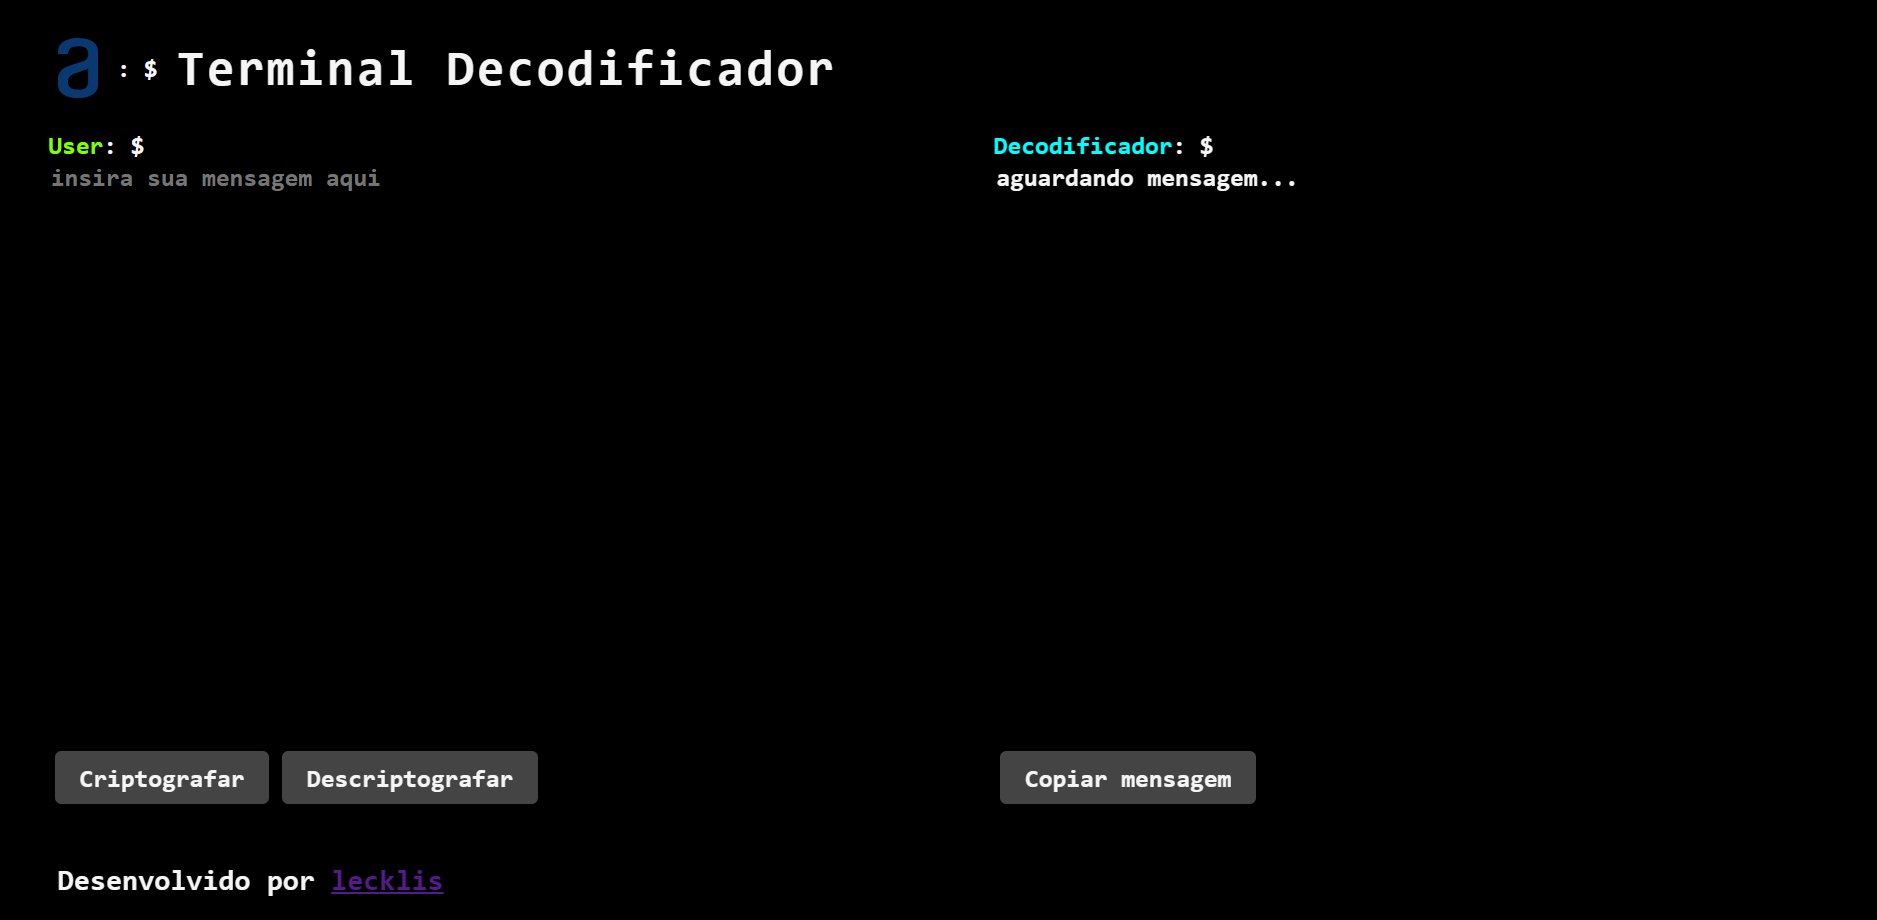 a : $ Terminal Decodificador
User: $
insira sua mensagem aqui
Decodificador: $
aguardando mensagem...
Criptografar
Descriptografar
Copiar mensagem
Desenvolvido por lecklis